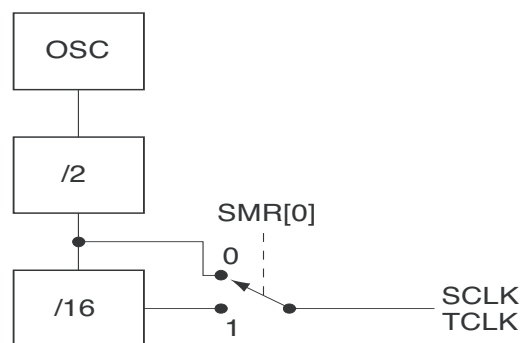 OSC
/2
SMR[0]
0
/16
1
SCLK
TCLK